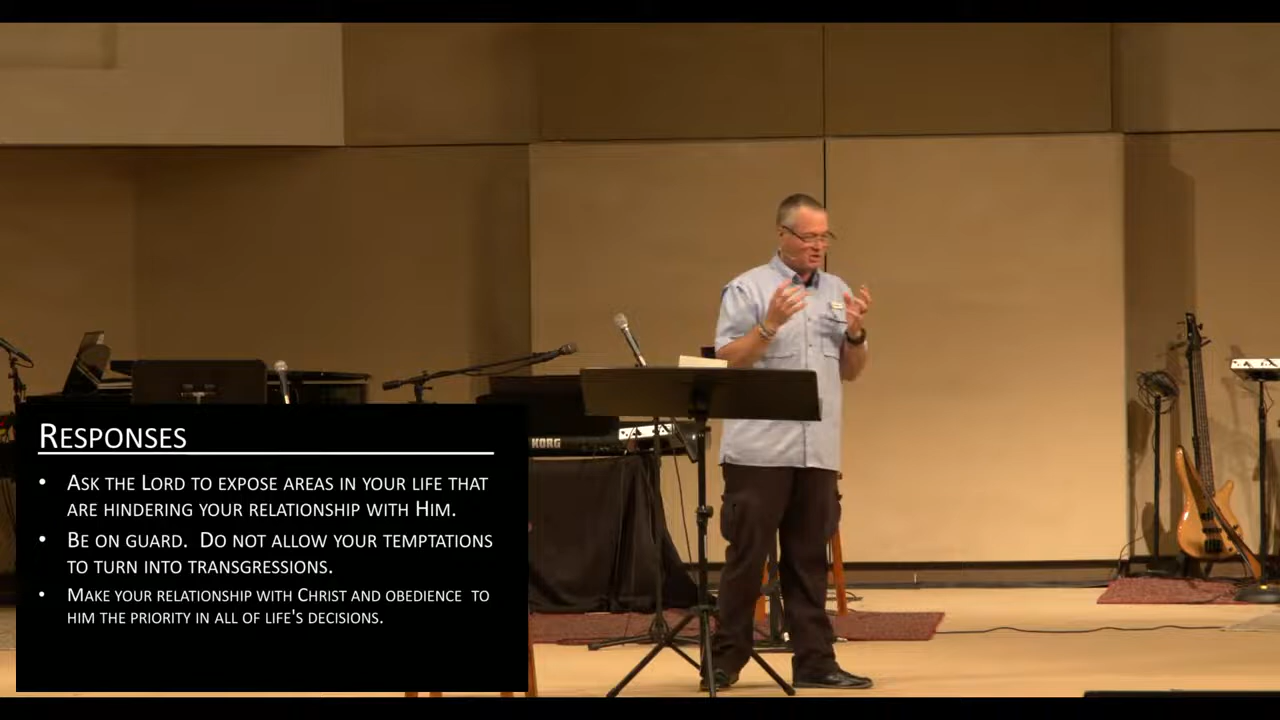 Responses
• Ask the Lord to expose areas in your life that
are hindering your relationship with Him.
• Be on guard. Do not allow your temptations
to turn into transgressions.
• Make your relationship with Christ and obedience to
him the priority in all of life's decisions.
KORG